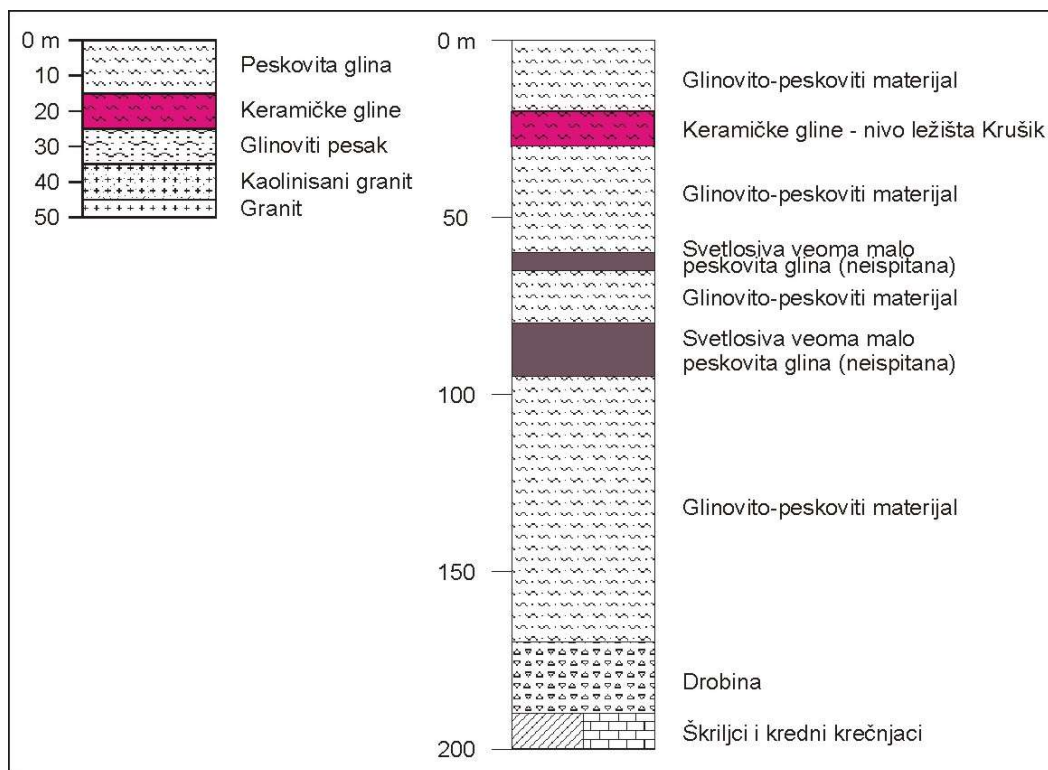 0 m
10
20
30
40
50
Peskovita glina
Keramičke gline
Glinoviti pesak
Kaolinisani granit
Granit
0 m
50
100
150
200
Glinovito-peskoviti materijal
Keramičke gline - nivo ležišta Krušik
Glinovito-peskoviti materijal
Svetlosiva veoma malo
peskovita glina (neispitana)
Glinovito-peskoviti materijal
Svetlosiva veoma malo
peskovita glina (neispitana)
Glinovito-peskoviti materijal
Drobina
Škriljci i kredni krečnjaci